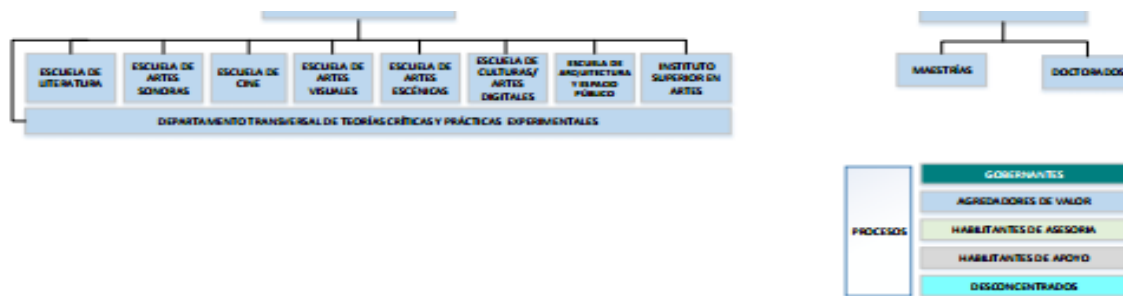 ESCUELA DE
LITERATURA
ESCUELA DE
ARTES
SONORAS
ESCUELA DE
CINE
ESCUELA DE
ARTES
VISUALES
ESCUELA DE
ARTES
ESCÉNICAS
ESCUELA DE
CULTURAS/
ARTES
DIGITALES
ESCUELA DE
ARQUITECTURA
Y ESPACIO
PÚBLICO
INSTITUTO
SUPERIOR EN
ARTES
MAESTRÍAS
DOCTORADOS
DEPARTAMENTO TRANSVERSAL DE TEORÍAS CRÍTICAS Y PRÁCTICAS EXPERIMENTALES
PROCESOS
GOBERNANTES
AGREDADORES DE VALOR
HABILITANTES DE ASESORIA
HABILITANTES DE APOYO
DESCONCENTRADOS